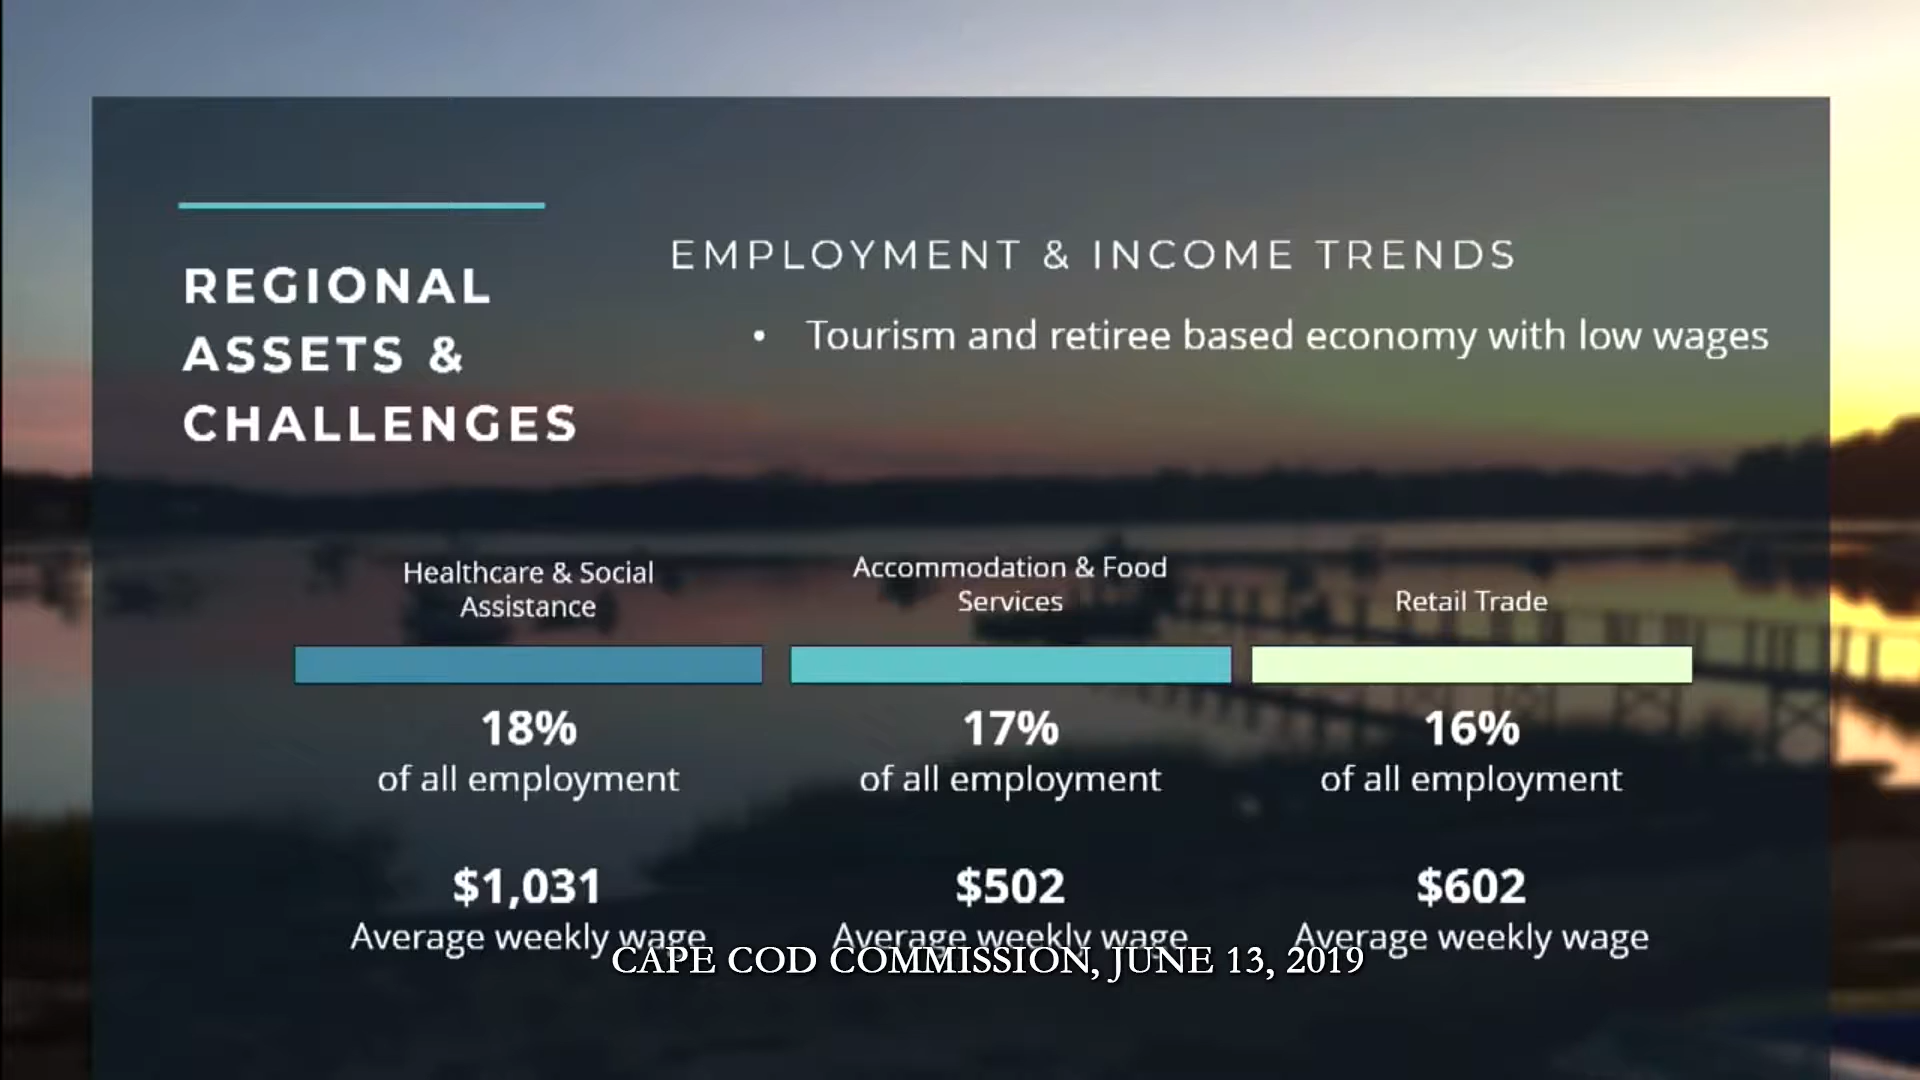 REGIONAL
ASSETS &
CHALLENGES
EMPLOYMENT & INCOME TRENDS
• Tourism and retiree based economy with low wages
Healthcare & Social
Assistance
18%
of all employment
$1,031
Average weekly wage
Accommodation & Food
Services
17%
of all employment
$502
Average weekly wage
Retail Trade
16%
of all employment
$602
Average weekly wage
CAPE COD COMMISSION, JUNE 13, 2019